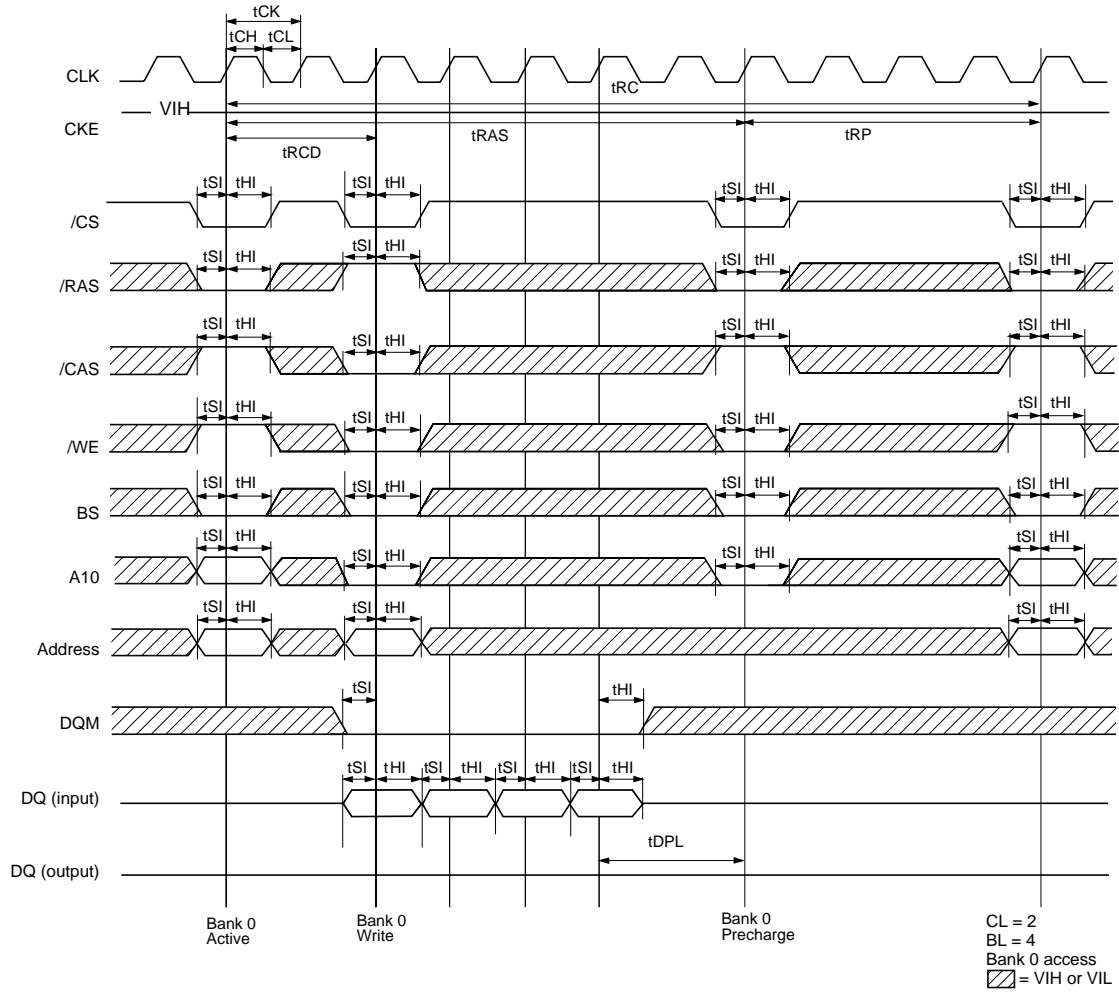 tCK
tCH tCL
CLK
tRC
VIH
CKE
tRAS tRP
tRCD
tSI tHI tSI tHI tSI tHI tSI tHI
/CS
tSI tHI
tSI tHI tSI tHI tSI tHI
/RAS
tSI tHI tSI tHI tSI tHI tSI tHI
/CAS
tSI tHI tSI tHI tSI tHI tSI tHI
/WE
tSI tHI tSI tHI tSI tHI tSI tHI
BS
tSI tHI tSI tHI tSI tHI tSI tHI
A10
tSI tHI tSI tHI tSI tHI
Address
tSI tHI
DQM
tSI tHI tSI tHI tSI tHI tSI tHI
DQ (input)
tDPL
DQ (output)
Bank 0
Active
Bank 0
Write
Bank 0
Precharge
CL = 2
BL = 4
Bank 0 access
= VIH or VIL